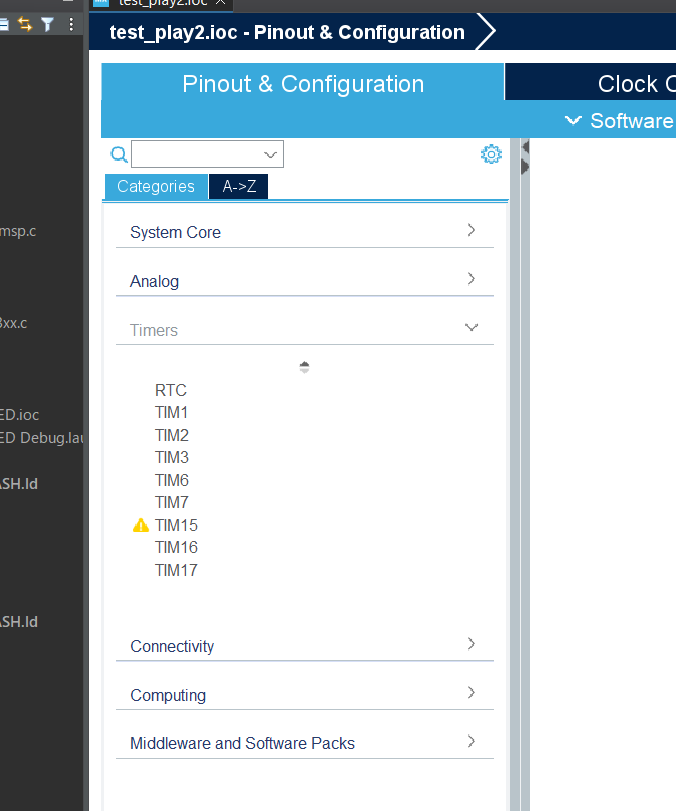 test_play2.ioc
test_play2.ioc - Pinout & Configuration
Pinout & Configuration
Clock C
Software
Categories
A->Z
System Core
msp.c
Analog
3xx.c
Timers
RTC
TIM1
ED.ioc
TIM2
ED Debug.lau
TIM3
TIM6
SH.ld
TIM7
TIM15
TIM16
TIM17
SH.ld
Connectivity
Computing
Middleware and Software Packs